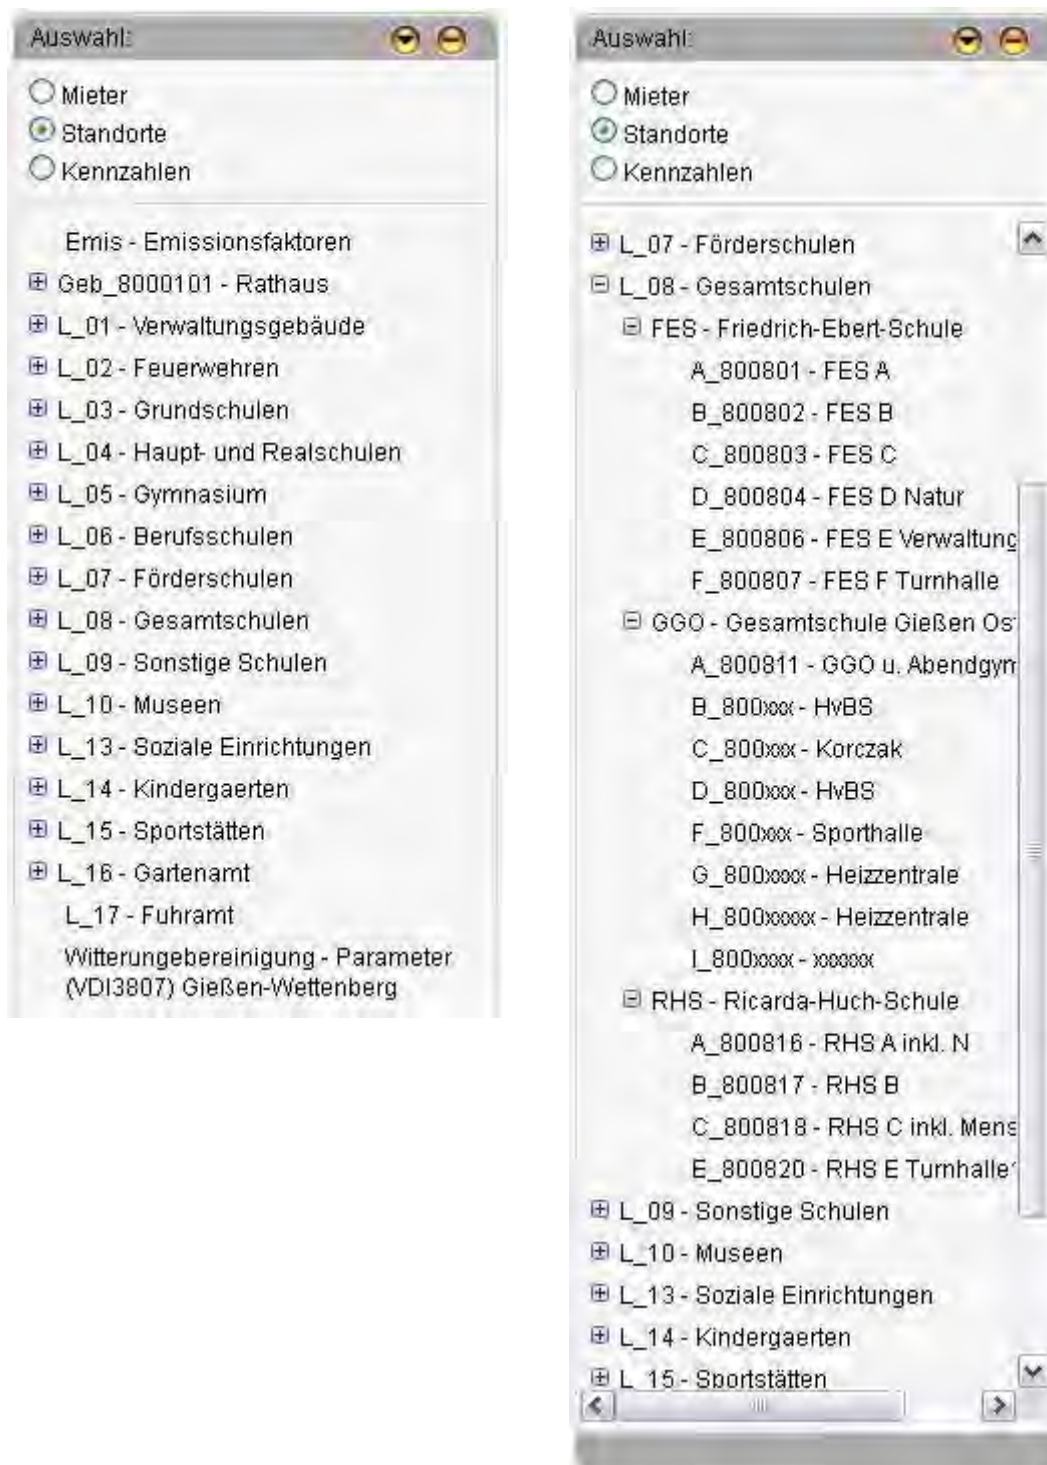 Auswahl:
Mieter
Standorte
Kennzahlen
Emis - Emissionsfaktoren
Geb_8000101 - Rathaus
L_01 - Verwaltungsgebäude
L_02 - Feuerwehren
L_03 - Grundschulen
L_04 - Haupt- und Realschulen
L_05 - Gymnasium
L_06 - Berufsschulen
L_07 - Förderschulen
L_08 - Gesamtschulen
L_09 - Sonstige Schulen
L_10 - Museen
L_13 - Soziale Einrichtungen
L_14 - Kindergaerten
L_15 - Sportstätten
L_16 - Gartenamt
L_17 - Fuhramt
Witterungebereinigung - Parameter
(VDI3807) Gießen-Wettenberg
Auswahl:
Mieter
Standorte
Kennzahlen
L_07 - Förderschulen
L_08 - Gesamtschulen
FES - Friedrich-Ebert-Schule
A_800801 - FES A
B_800802 - FES B
C_800803 - FES C
D_800804 - FES D Natur
E_800806 - FES E Verwaltung
F_800807 - FES F Turnhalle
GGO - Gesamtschule Gießen Os
A_800811 - GGO u. Abendgyn
B_800xxx - HvBS
C_800xxx - Korczak
D_800xxx - HvBS
F_800xxx - Sporthalle
G_800xxxx - Heizzentrale
H_800xxxxx - Heizzentrale
I_800xxxx - xxxxxx
RHS - Ricarda-Huch-Schule
A_800816 - RHS A inkl. N
B_800817 - RHS B
C_800818 - RHS C inkl. Mens
E_800820 - RHS E Turnhalle
L_09 - Sonstige Schulen
L_10 - Museen
L_13 - Soziale Einrichtungen
L_14 - Kindergaerten
L_15 - Sportstätten